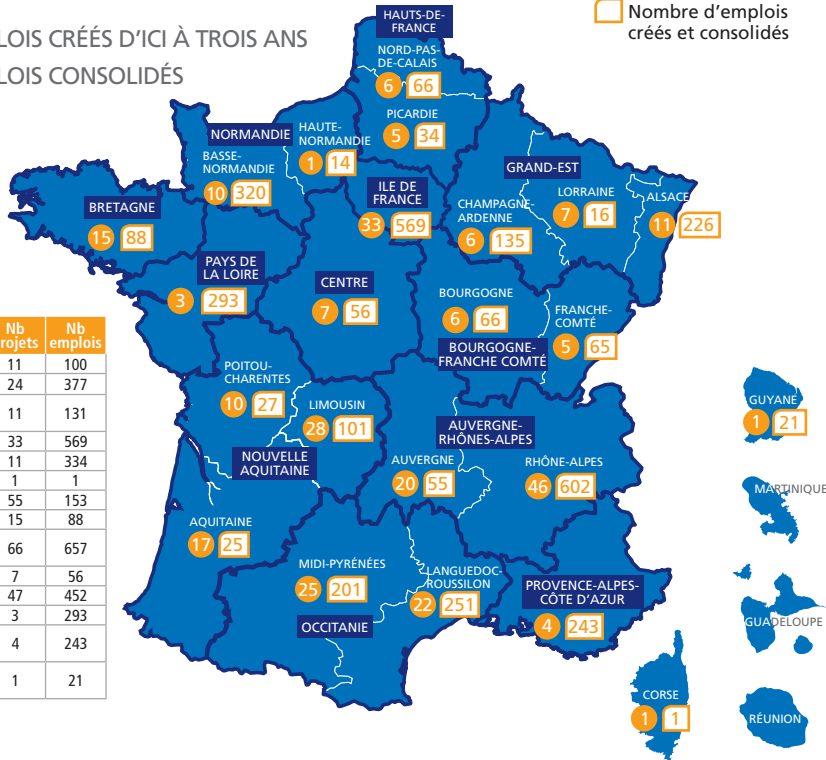 LOIS CRÉÉS D'ICI À TROIS ANS
LOIS CONSOLIDÉS
Nombre d'emplois
créés et consolidés
HAUTS-DE-
FRANCE
NORD-PAS-
DE-CALAIS
6 66
PICARDIE
5 34
NORMANDIE
HAUTE-
NORMANDIE
1 14
BASSE-
NORMANDIE
10 320
ILE DE
FRANCE
33 569
GRAND-EST
CHAMPAGNE-
ARDENNE
6 135
LORRAINE
7 16
ALSACE
11 226
BRETAGNE
15 88
PAYS DE
LA LOIRE
3 293
CENTRE
7 56
BOURGOGNE
6 66
FRANCHE-
COMTÉ
5 65
BOURGOGNE-
FRANCHE COMTÉ
POITOU-
CHARENTES
10 27
LIMOUSIN
28 101
NOUVELLE
AQUITAINE
AQUITAINE
17 25
AUVERGNE-
RHÔNES-ALPES
AUVERGNE
20 55
RHÔNE-ALPES
46 602
MIDI-PYRÉNÉES
25 201
LANGUEDOC-
ROUSSILLON
22 251
OCCITANIE
PROVENCE-ALPES-
CÔTE D'AZUR
4 243
CORSE
1 1
GUYANE
1 21
MARTINIQUE
GUADELOUPE
RÉUNION
Nb Nb
rojets emplois
11 100
24 377
11 131
33 569
11 334
1 1
55 153
15 88
66 657
7 56
47 452
3 293
4 243
1 21